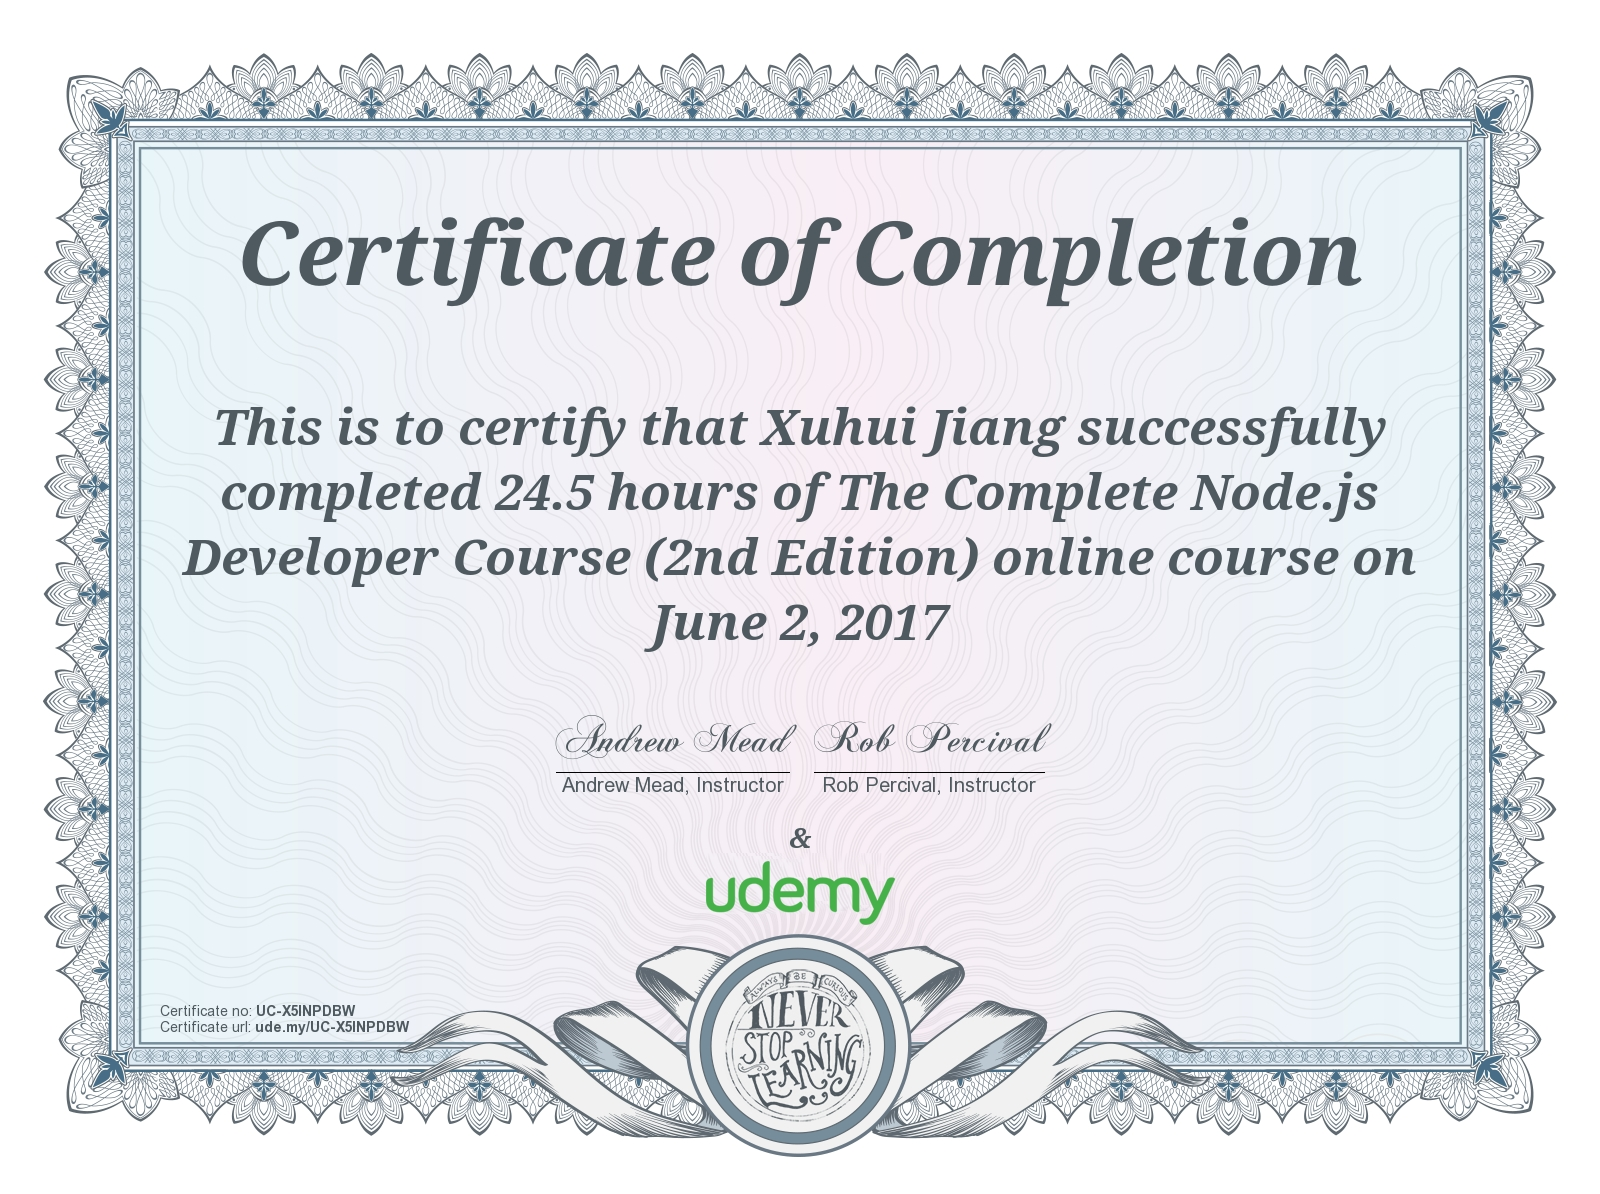 Certificate of Completion
This is to certify that Xuhui Jiang successfully
completed 24.5 hours of The Complete Node.js
Developer Course (2nd Edition) online course on
June 2, 2017
Andrew Mead Rob Percival
Andrew Mead, Instructor Rob Percival, Instructor
&
udemy
Certificate no: UC-X5INPDBW
Certificate url: ude.my/UC-X5INPDBW
ALWAYS BE CURIOUS
NEVER
STOP
LEARNING